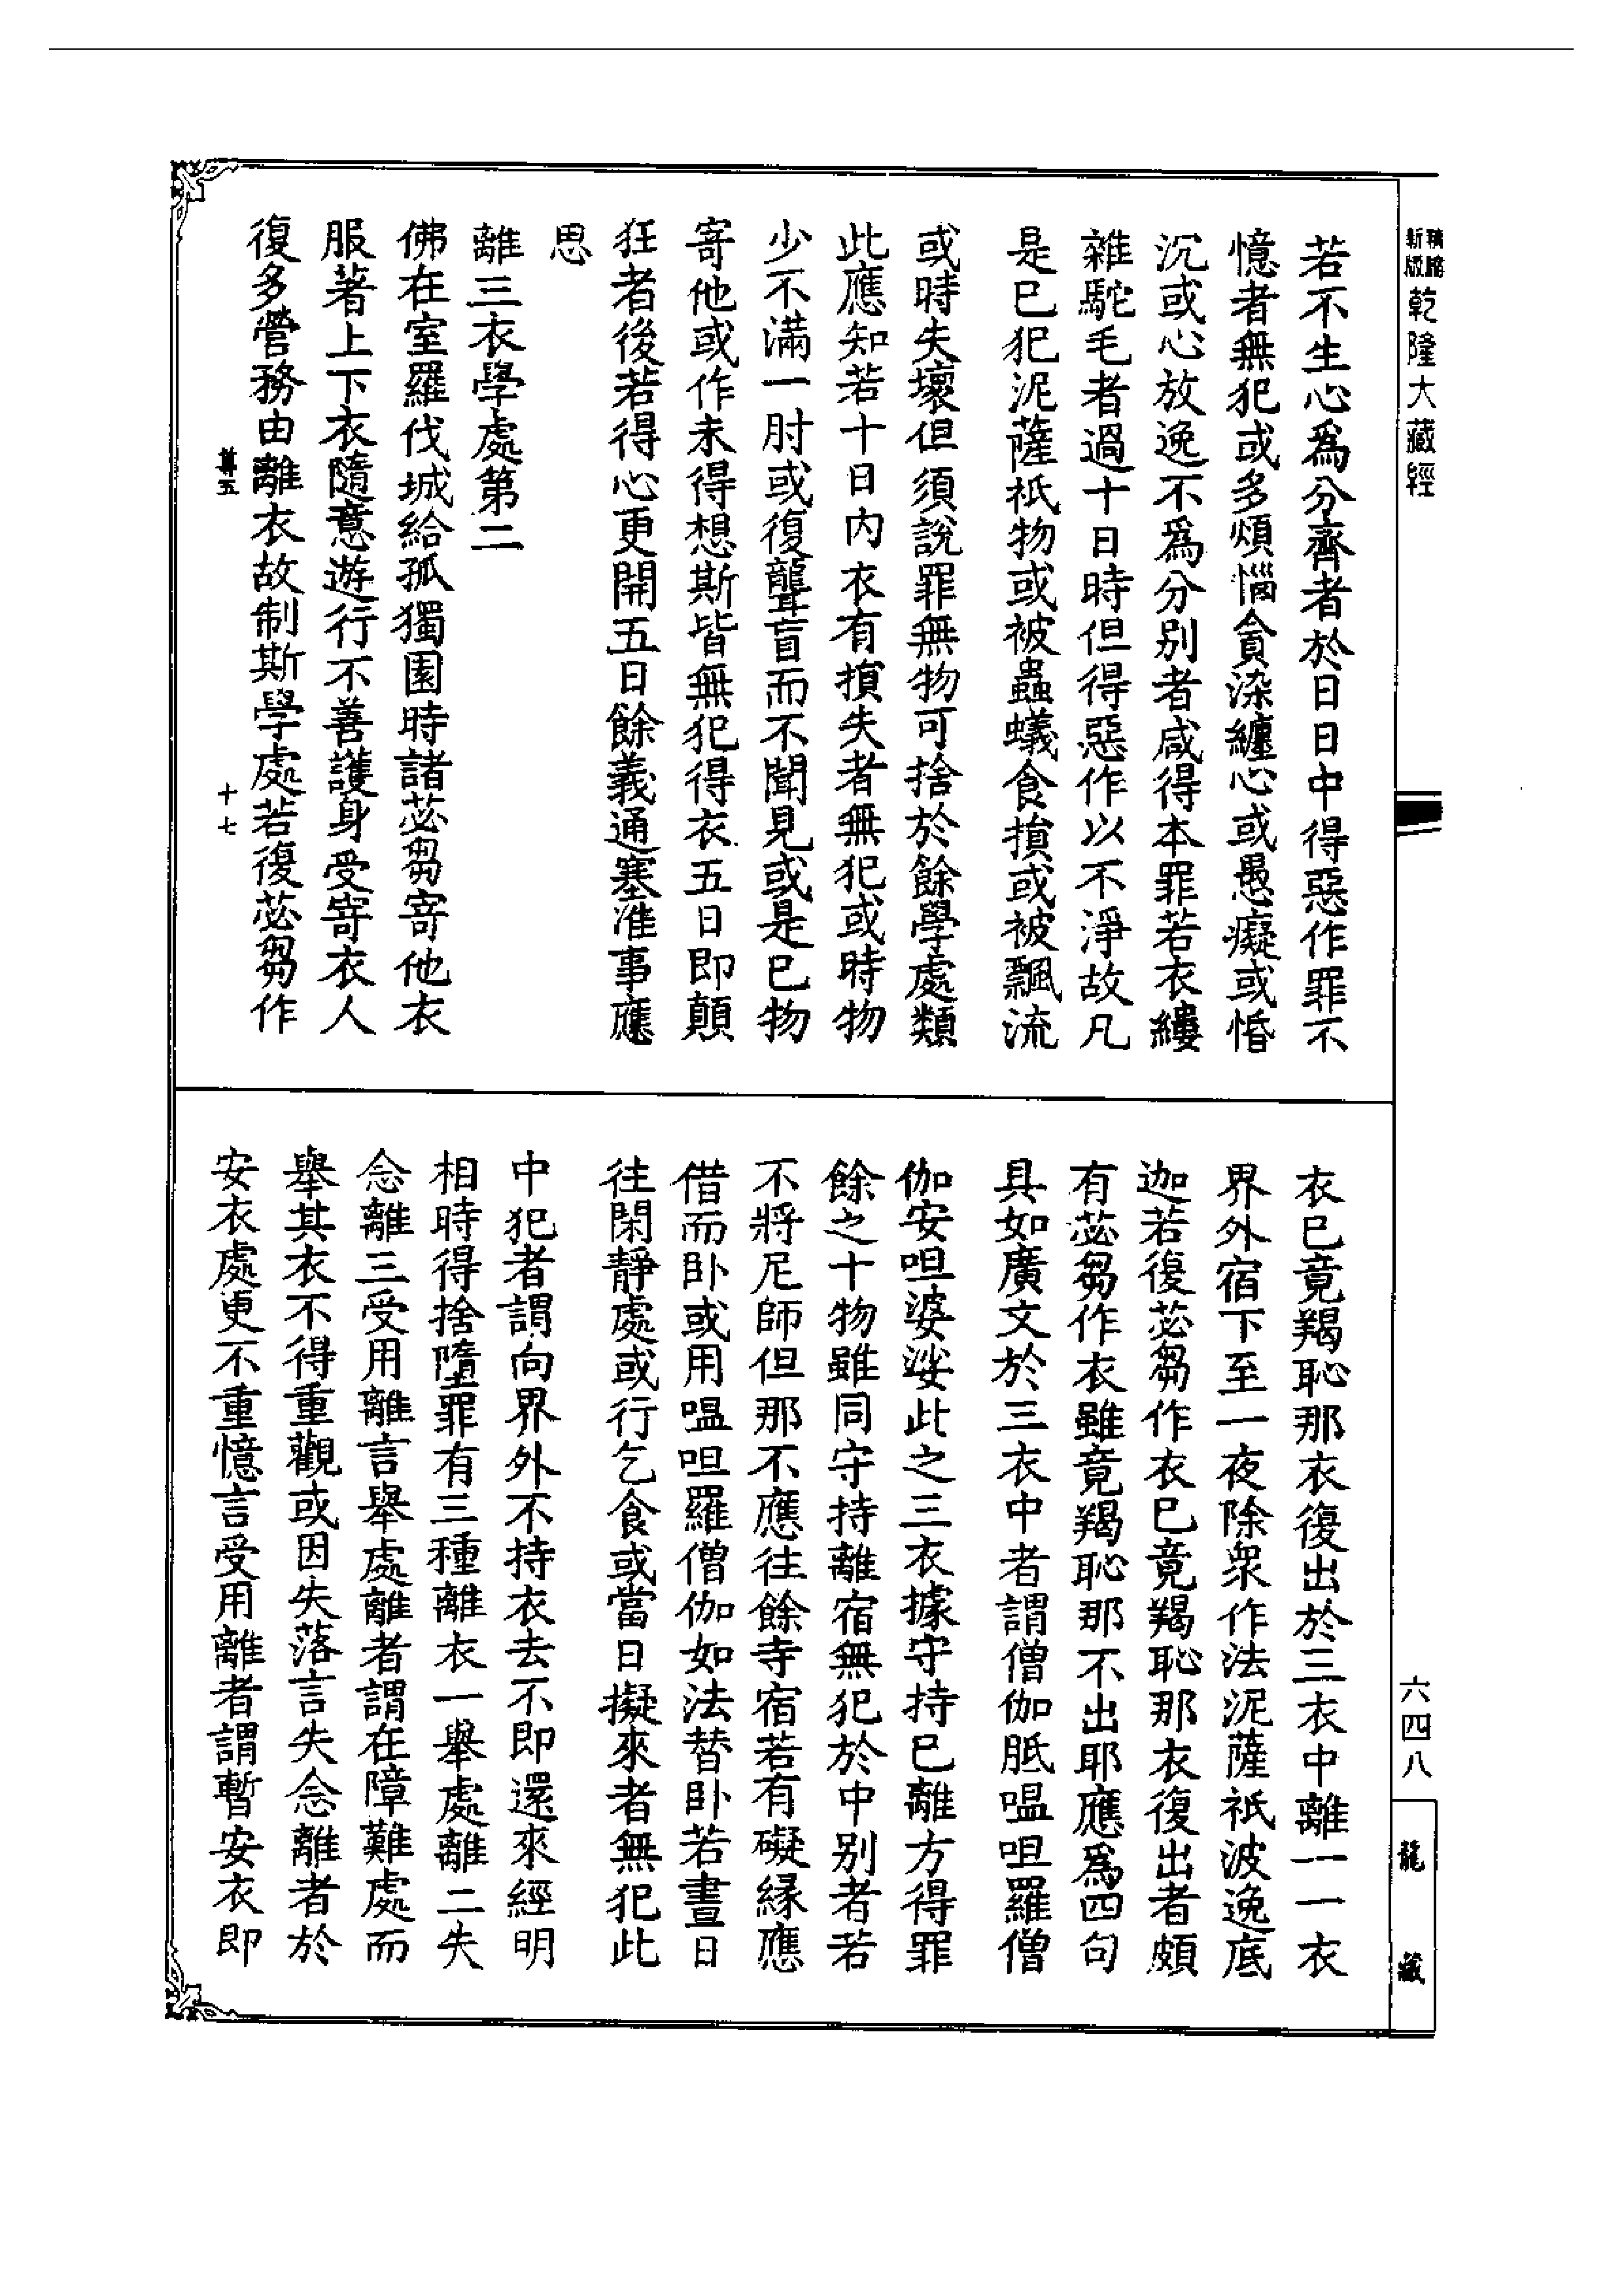 精縮
新版
乾隆大藏經
若不生心爲分齊者於日日中得惡作罪不
憶者無犯或多煩惱貪染纏心或愚癡或惛
沉或心放逸不爲分別者咸得本罪若衣縷
雜駝毛者過十日時但得惡作以不淨故凡
是已犯泥薩祇物或被蟲蟻食損或被飄流
或時失壞但須說罪無物可捨於餘學處類
此應知若十日內衣有損失者無犯或時物
少不滿一肘或復聾盲而不聞見或是已物
寄他或作未得想斯皆無犯得衣五日即顛
狂者後若得心更開五日餘義通塞准事應
思
離三衣學處第二
佛在室羅伐城給孤獨園時諸苾芻寄他衣
服著上下衣隨意遊行不善護身受寄衣人
復多營務由離衣故制斯學處若復苾芻作
尊五
十七
衣已竟羯恥那衣復出於三衣中離一一衣
界外宿下至一夜除衆作法泥薩祇波逸底
迦若復苾芻作衣已竟羯恥那衣復出者頗
有苾芻作衣雖竟羯恥那不出耶應爲四句
具如廣文於三衣中者謂僧伽胝嗢呾羅僧
伽安呾婆娑此之三衣據守持已離方得罪
餘之十物雖同守持離宿無犯於中別者若
不將尼師但那不應往餘寺宿若有礙緣應
借而卧或用嗢呾羅僧伽如法替卧若晝日
往閑靜處或行乞食或當日擬來者無犯此
中犯者謂向界外不持衣去不即還來經明
相時得捨墮罪有三種離衣一舉處離二失
念離三受用離言舉處離者謂在障難處而
舉其衣不得重觀或因失落言失念離者於
安衣處更不重憶言受用離者謂暫安衣即
六四八
龍藏